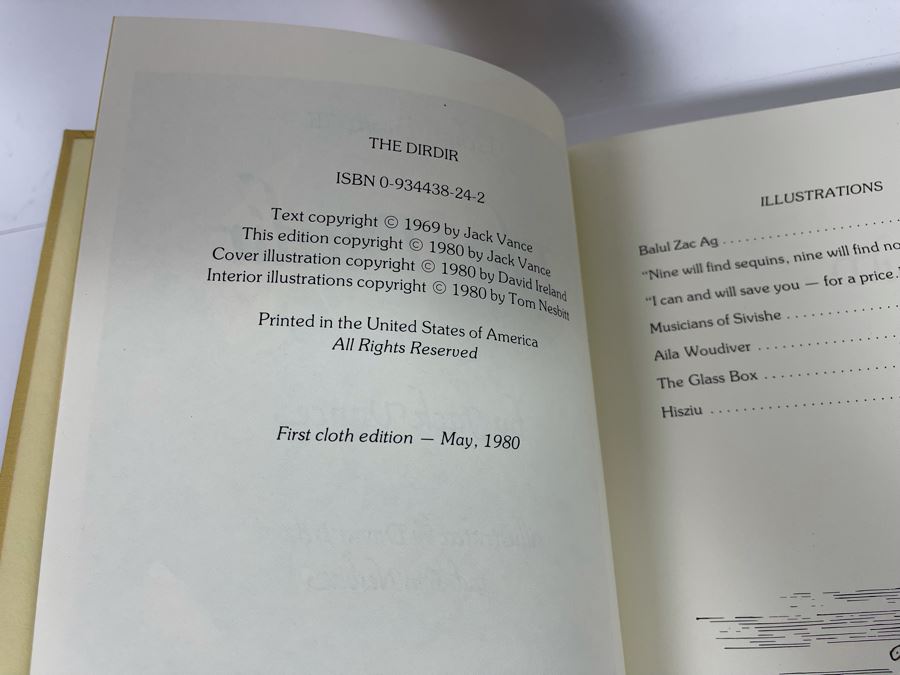 THE DIRDIR
ISBN 0-934438-24-2
Text copyright © 1969 by Jack Vance
This edition copyright © 1980 by Jack Vance
Cover illustration copyright © 1980 by David Ireland
Interior illustrations copyright © 1980 by Tom Nesbitt
Printed in the United States of America
All Rights Reserved
First cloth edition — May, 1980
ILLUSTRATIONS
Balul Zac Ag . . . . . . . . . . . . . . . . . . .
"Nine will find sequins, nine will find no
"I can and will save you — for a price."
Musicians of Sivishe . . . . . . . . . . . .
Aila Woudiver . . . . . . . . . . . . . . . .
The Glass Box . . . . . . . . . . . . . . . .
Hisziu . . . . . . . . . . . . . . . . . . . . . .